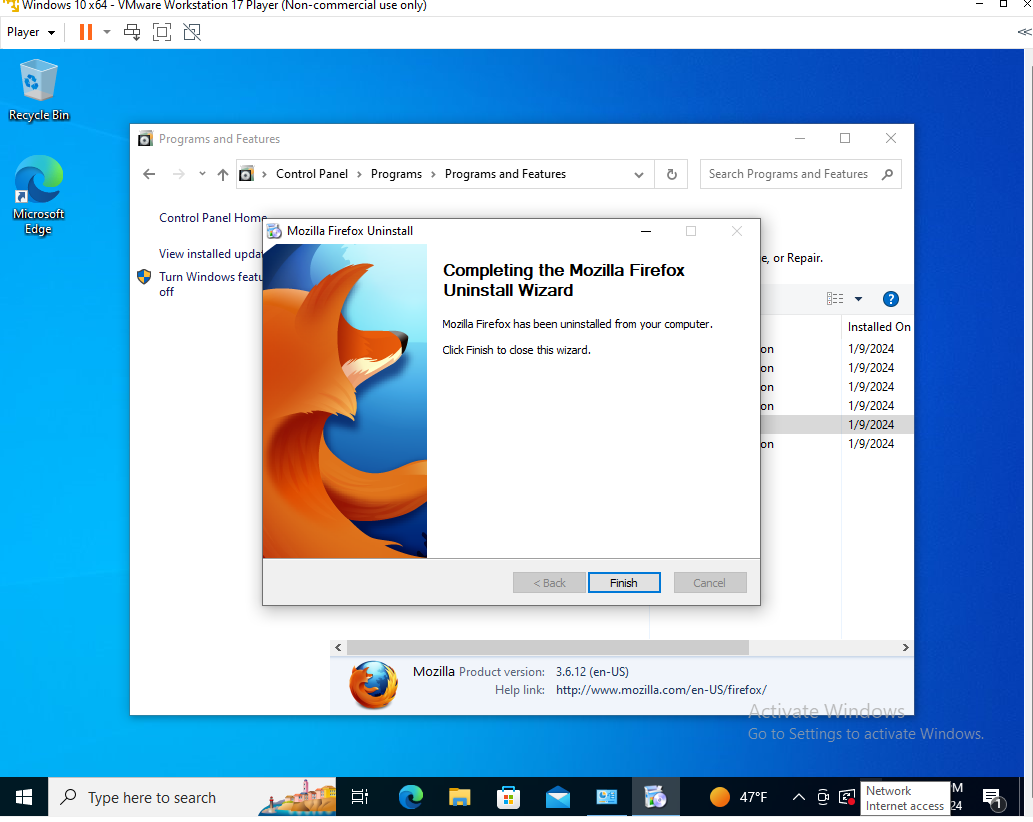 Windows 10 x64 - VMware Workstation 17 Player (Non-commercial use only)
Player
Recycle Bin
Microsoft
Edge
Programs and Features
Control Panel > Programs > Programs and Features
Search Programs and Features
Control Panel Home
View installed updat
Turn Windows featu
off
e, or Repair.
?
Mozilla Firefox Uninstall
Completing the Mozilla Firefox
Uninstall Wizard
Mozilla Firefox has been uninstalled from your computer.
Click Finish to close this wizard.
< Back
Finish
Cancel
Installed On
on 1/9/2024
on 1/9/2024
on 1/9/2024
on 1/9/2024
1/9/2024
on 1/9/2024
Mozilla Product version: 3.6.12 (en-US)
Help link: http://www.mozilla.com/en-US/firefox/
Activate Windows
Go to Settings to activate Windows.
Type here to search
47°F
Network
Internet access
M
24
1